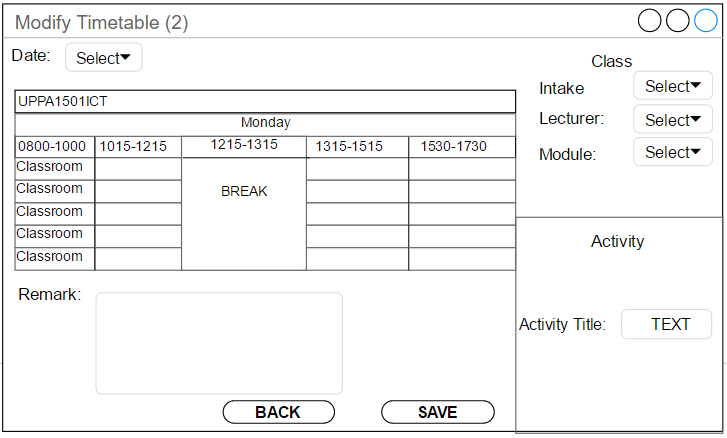 Modify Timetable (2)
Date: Select
UPPA1501ICT
Monday
0800-1000 1015-1215 1215-1315 1315-1515 1530-1730
Classroom
Classroom
BREAK
Classroom
Classroom
Classroom
Remark:
BACK SAVE
Class
Intake Select
Lecturer: Select
Module: Select
Activity
Activity Title: TEXT